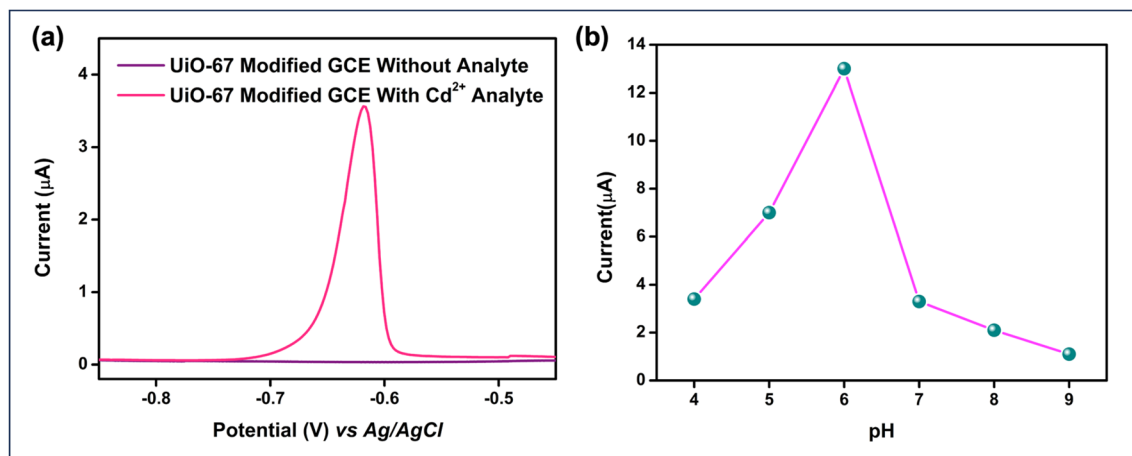 (a)
UiO-67 Modified GCE Without Analyte
UiO-67 Modified GCE With Cd²⁺ Analyte
Current (μA)
4
3
2
1
0
-0.8 -0.7 -0.6 -0.5
Potential (V) vs Ag/AgCl
(b)
Current(μA)
14
12
10
8
6
4
2
0
4 5 6 7 8 9
pH